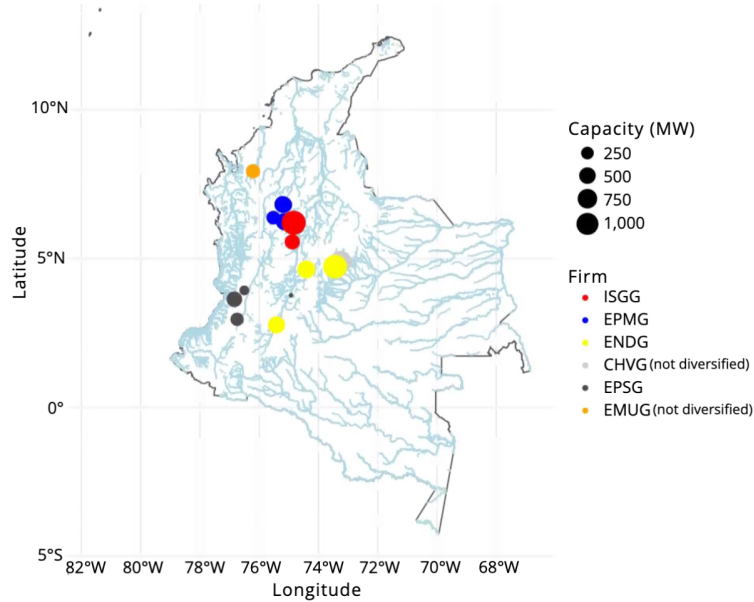 10°N
5°N
0°
5°S
Latitude
82°W 80°W 78°W 76°W 74°W 72°W 70°W 68°W
Longitude
Capacity (MW)
250
500
750
1,000
Firm
ISGG
EPMG
ENDG
CHVG (not diversified)
EPSG
EMUG (not diversified)